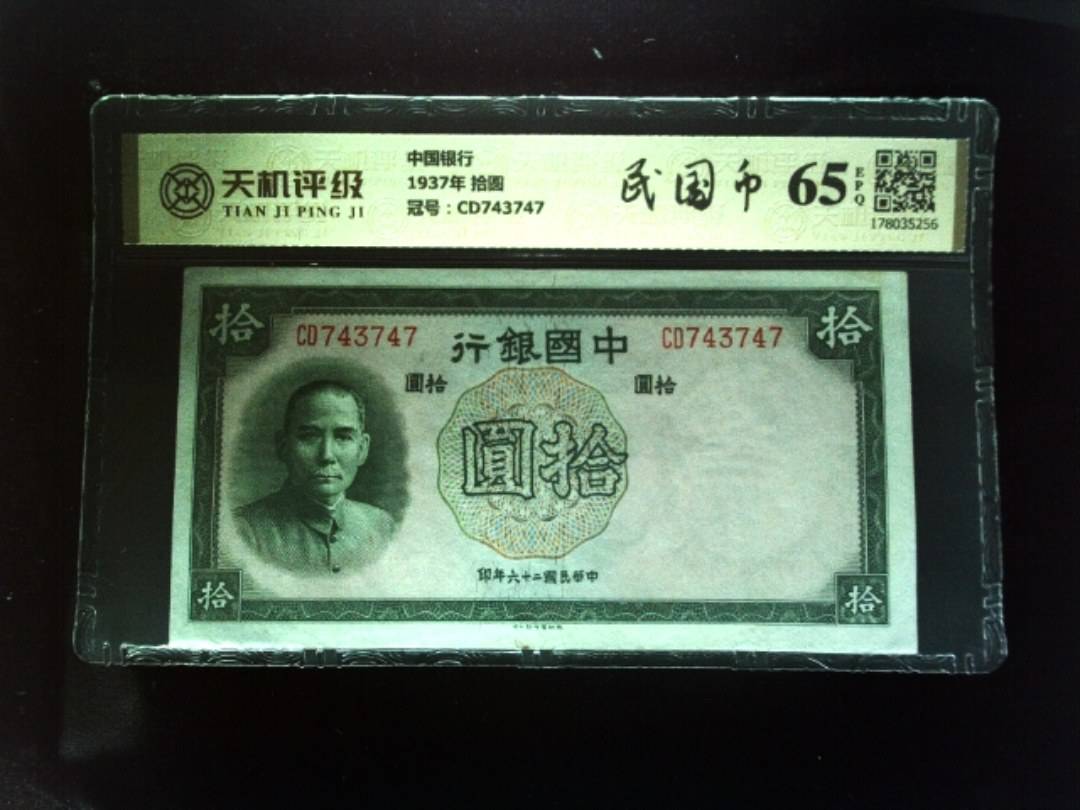 天机评级
TIAN JI PING JI
中国银行
1937年 拾圆
冠号：CD743747
民国币
65
EPQ
178035256
拾
CD743747
行銀國中
CD743747
拾
圓拾
圓拾
圓拾
印年六十二國民華中
拾
拾